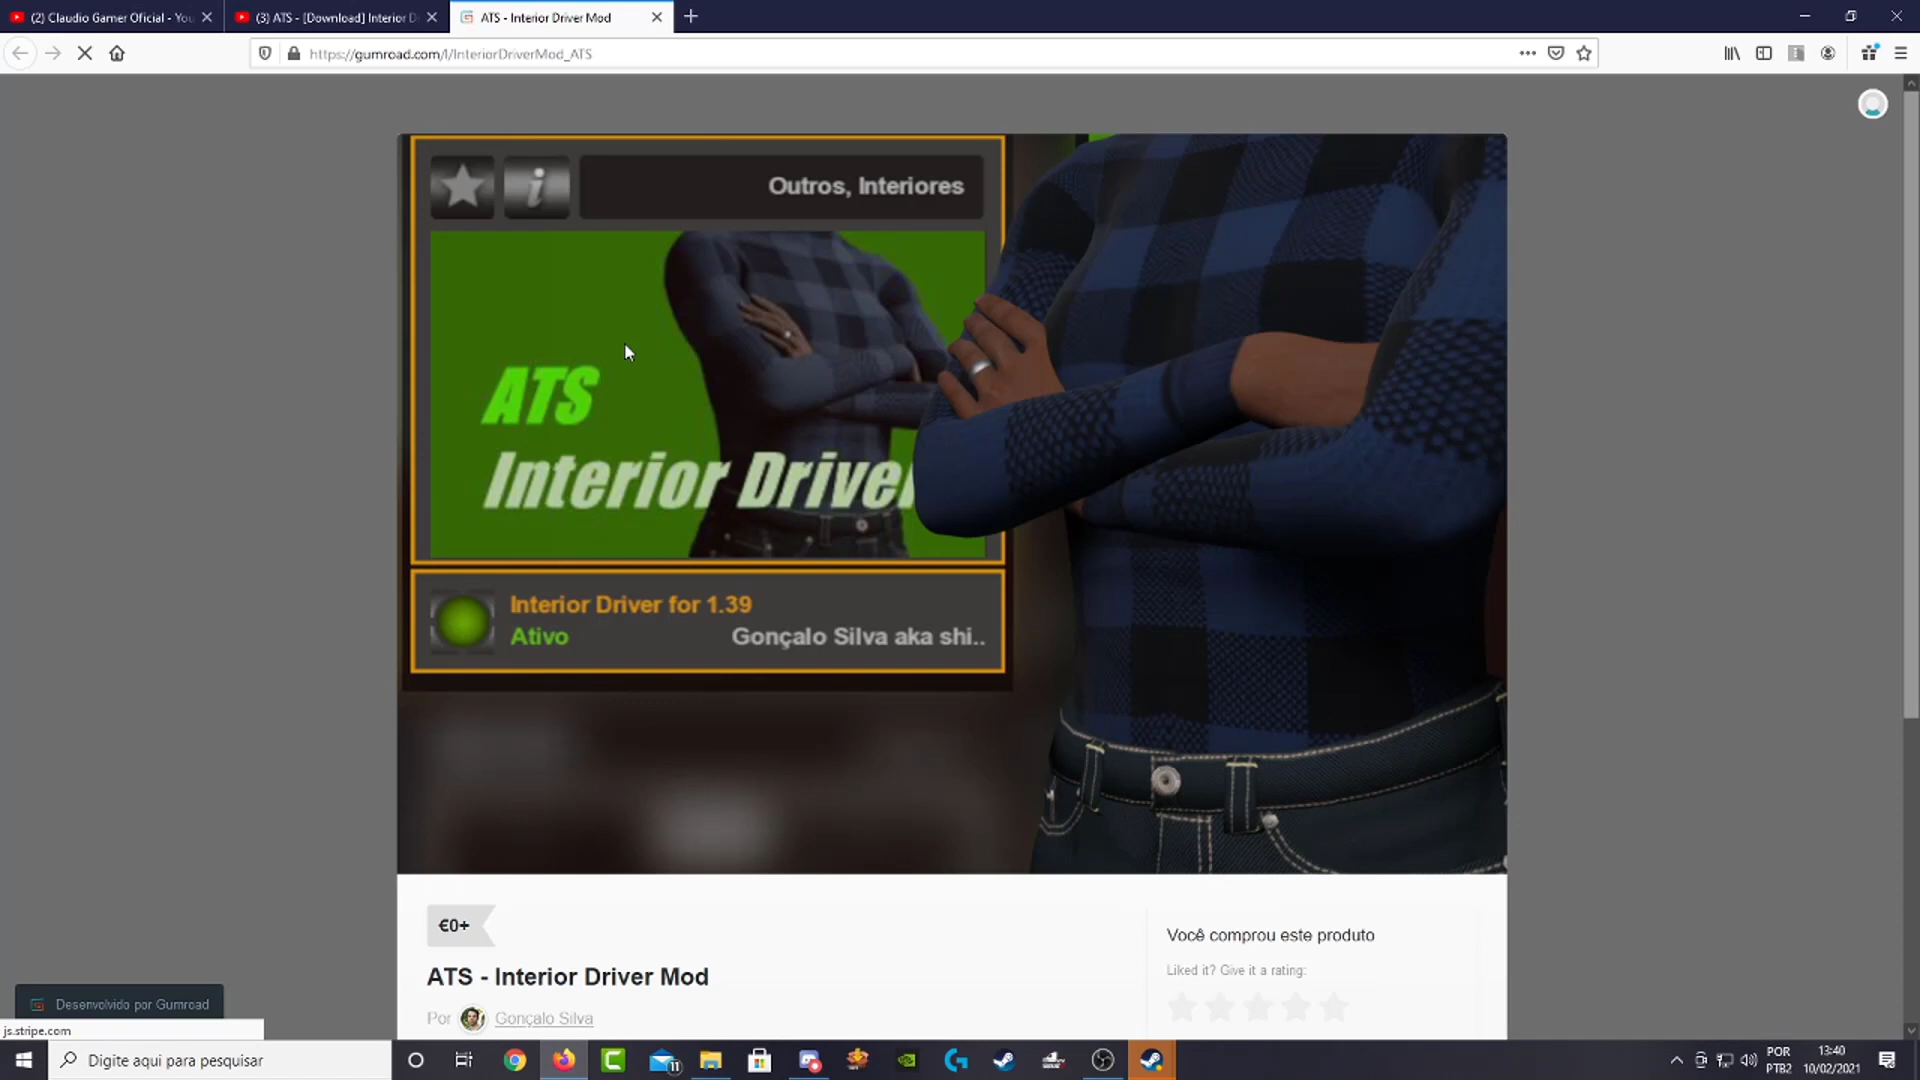 (2) Claudio Gamer Oficial - You
(3) ATS - [Download] Interior D
ATS - Interior Driver Mod
https://gumroad.com/l/InteriorDriverMod_ATS
Outros, Interiores
ATS
Interior Driver
Interior Driver for 1.39
Ativo
Gonçalo Silva aka shi..
€0+
Você comprou este produto
ATS - Interior Driver Mod
Liked it? Give it a rating:
Por
Gonçalo Silva
Desenvolvido por Gumroad
js.stripe.com
Digite aqui para pesquisar
11
POR
PTB2
13:40
10/02/2021